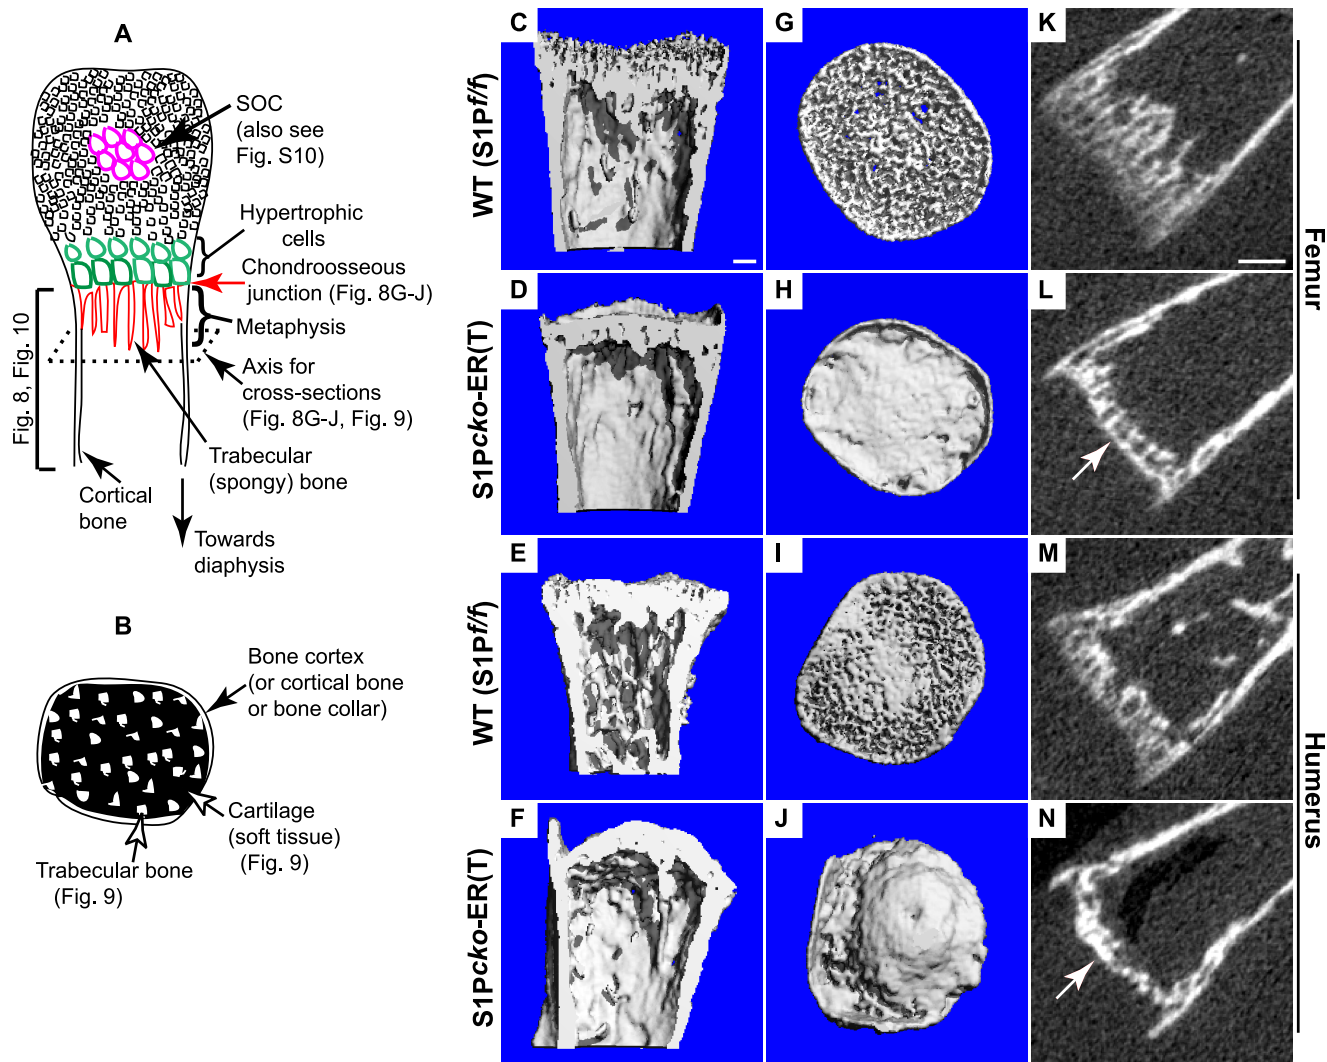 A
SOC
(also see
Fig. S10)
Hypertrophic
cells
Chondroosseous
junction (Fig. 8G-J)
Metaphysis
Axis for
cross-sections
(Fig. 8G-J, Fig. 9)
Trabecular
(spongy) bone
Fig. 8, Fig. 10
Cortical
bone
Towards
diaphysis
B
Bone cortex
(or cortical bone
or bone collar)
Cartilage
(soft tissue)
(Fig. 9)
Trabecular bone
(Fig. 9)
WT (S1Pf/f)
C
G
K
S1Pcko-ER(T)
D
H
L
Femur
WT (S1Pf/f)
E
I
M
S1Pcko-ER(T)
F
J
N
Humerus